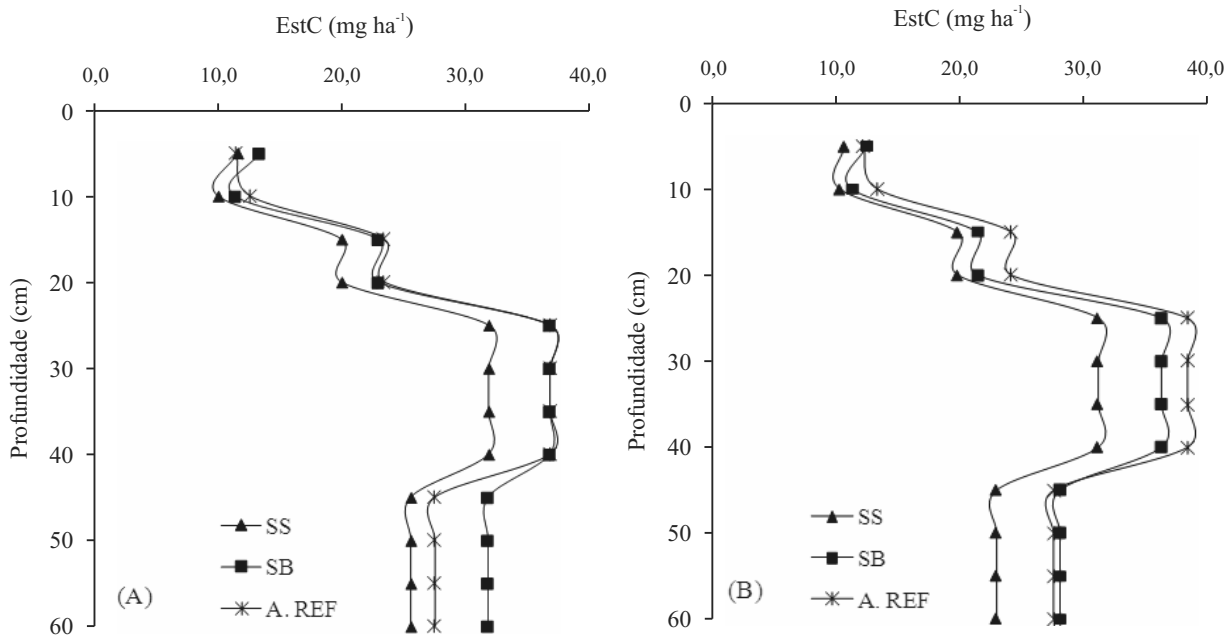 EstC (mg ha⁻¹)
0,0 10,0 20,0 30,0 40,0
0
10
20
30
40
50
60
Profundidade (cm)
SS
SB
A. REF
(A)
EstC (mg ha⁻¹)
0,0 10,0 20,0 30,0 40,0
0
10
20
30
40
50
60
Profundidade (cm)
SS
SB
A. REF
(B)